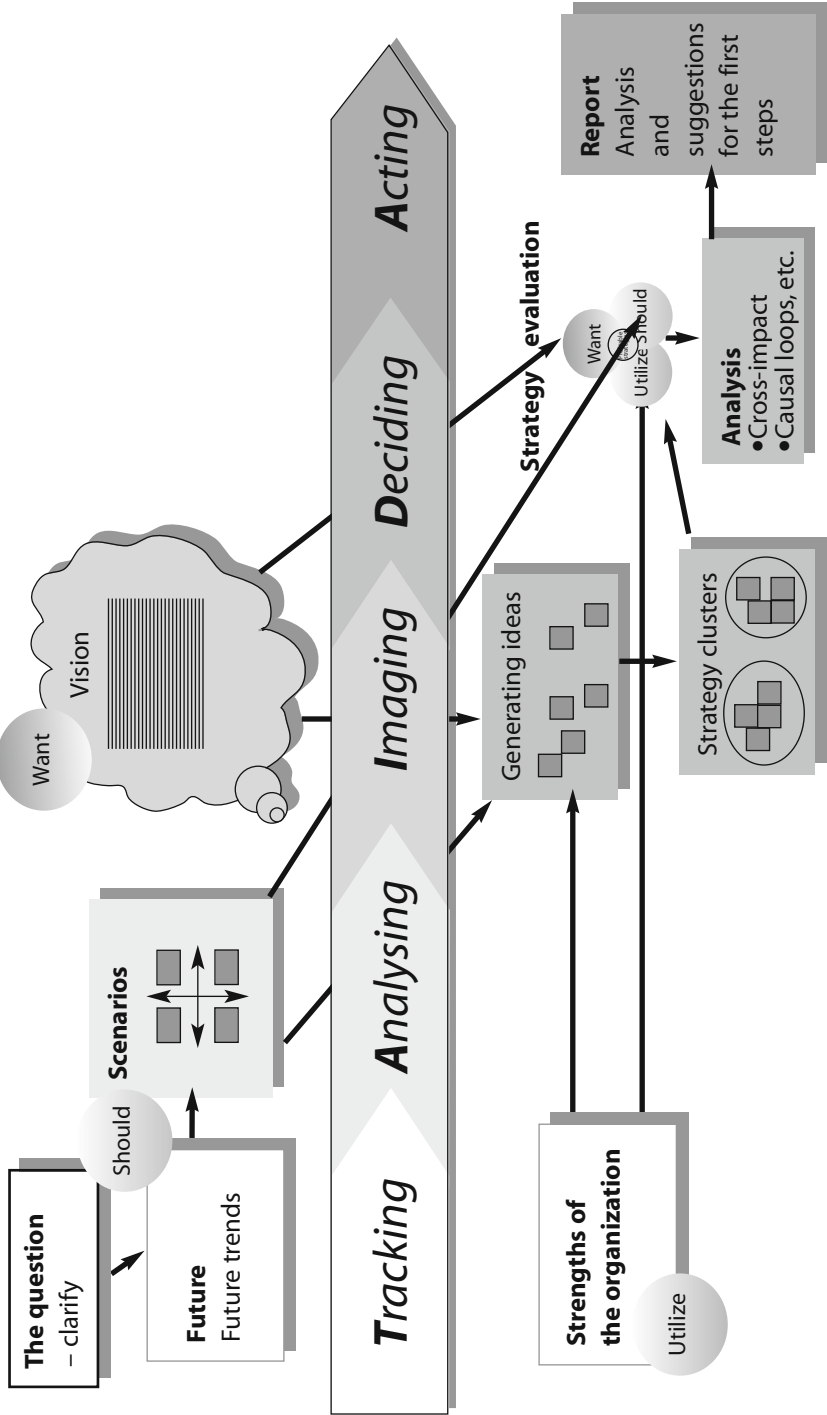 The question
– clarify
Should
Future
Future trends
Scenarios
Want
Vision
Tracking
Analysing
Imaging
Deciding
Acting
Strengths of
the organization
Utilize
Generating ideas
Strategy clusters
Strategy evaluation
Want
Utilize
Should
Analysis
•Cross-impact
•Causal loops, etc.
Report
Analysis
and
suggestions
for the first
steps